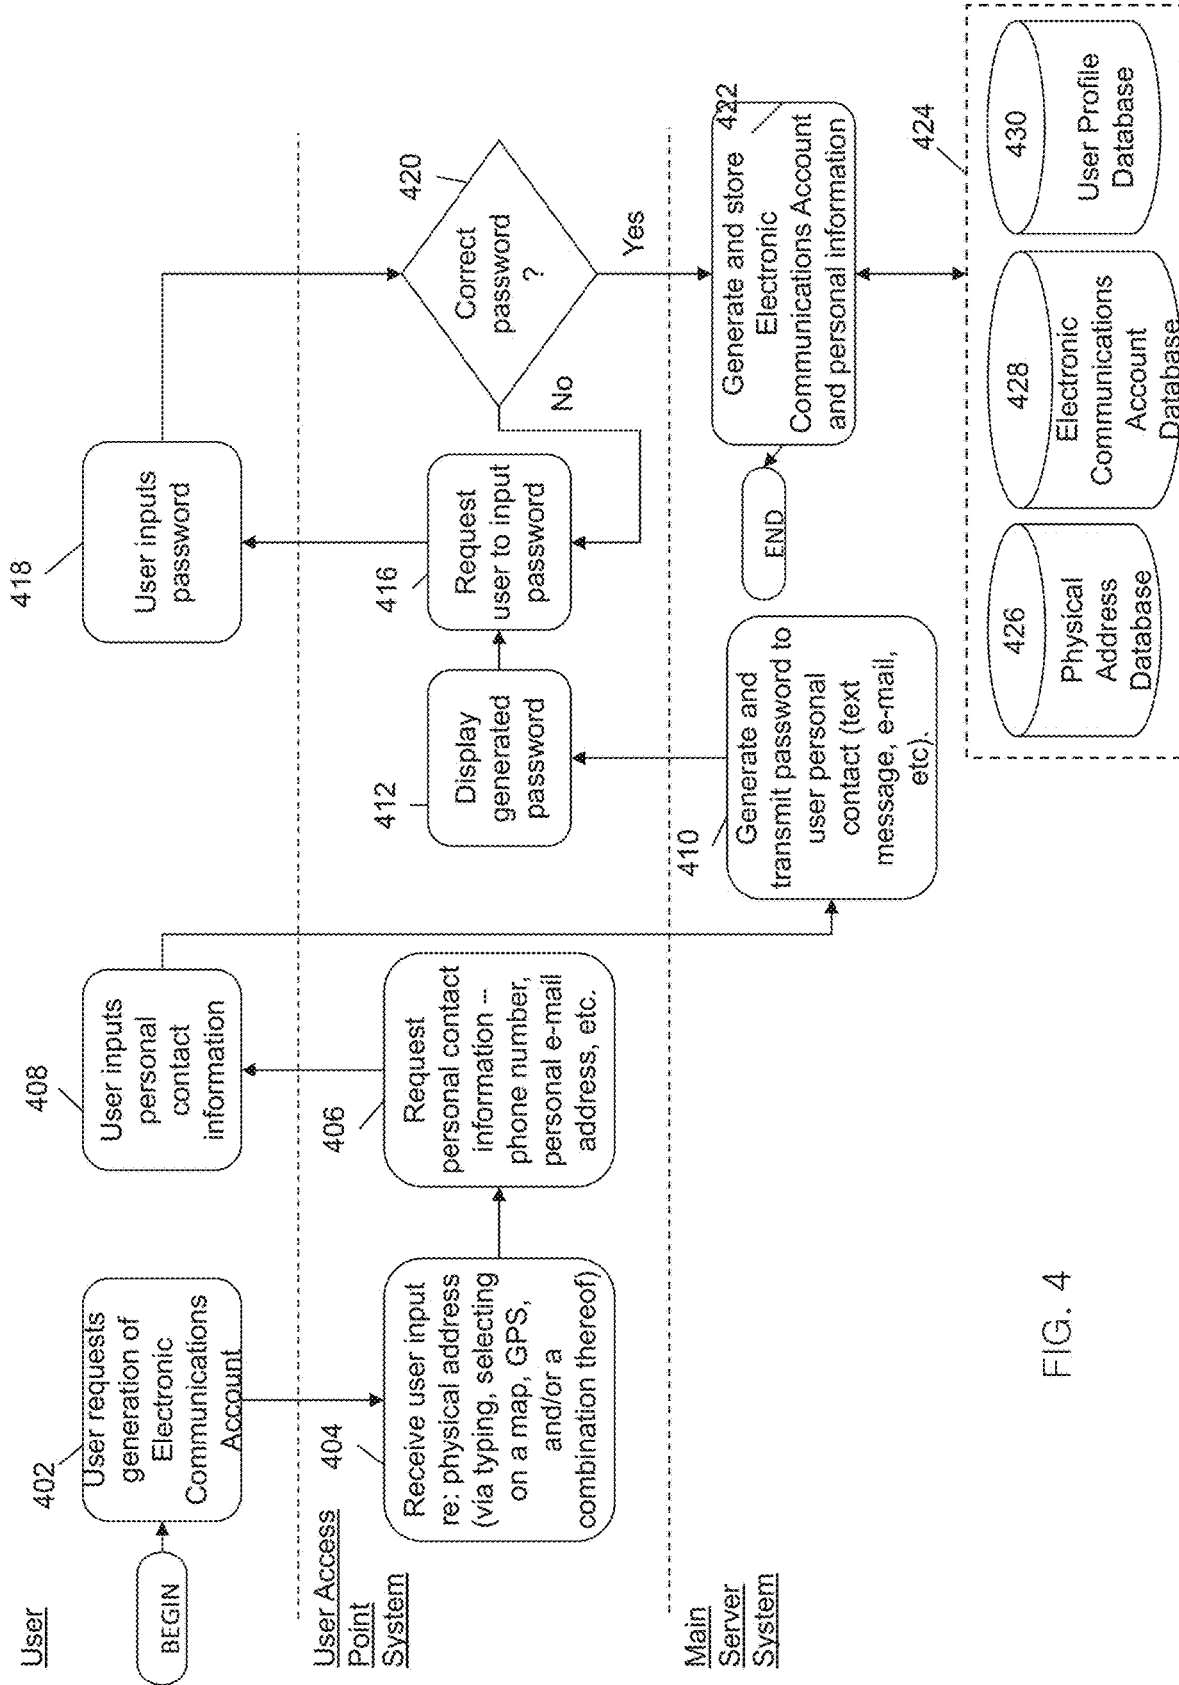 User
BEGIN
402
User requests
generation of
Electronic
Communications
Account
408
User inputs
personal
contact
information
418
User inputs
password
User Access
Point
System
404
Receive user input
re: physical address
(via typing, selecting
on a map, GPS,
and/or a
combination thereof)
406
Request
personal contact
information --
phone number,
personal e-mail
address, etc.
412
Display
generated
password
416
Request
user to input
password
420
Correct
password
?
No
Yes
Main
Server
System
410
Generate and
transmit password to
user personal
contact (text
message, e-mail,
etc).
END
422
Generate and store
Electronic
Communications Account
and personal information
424
426
Physical
Address
Database
428
Electronic
Communications
Account
Database
430
User Profile
Database
FIG. 4